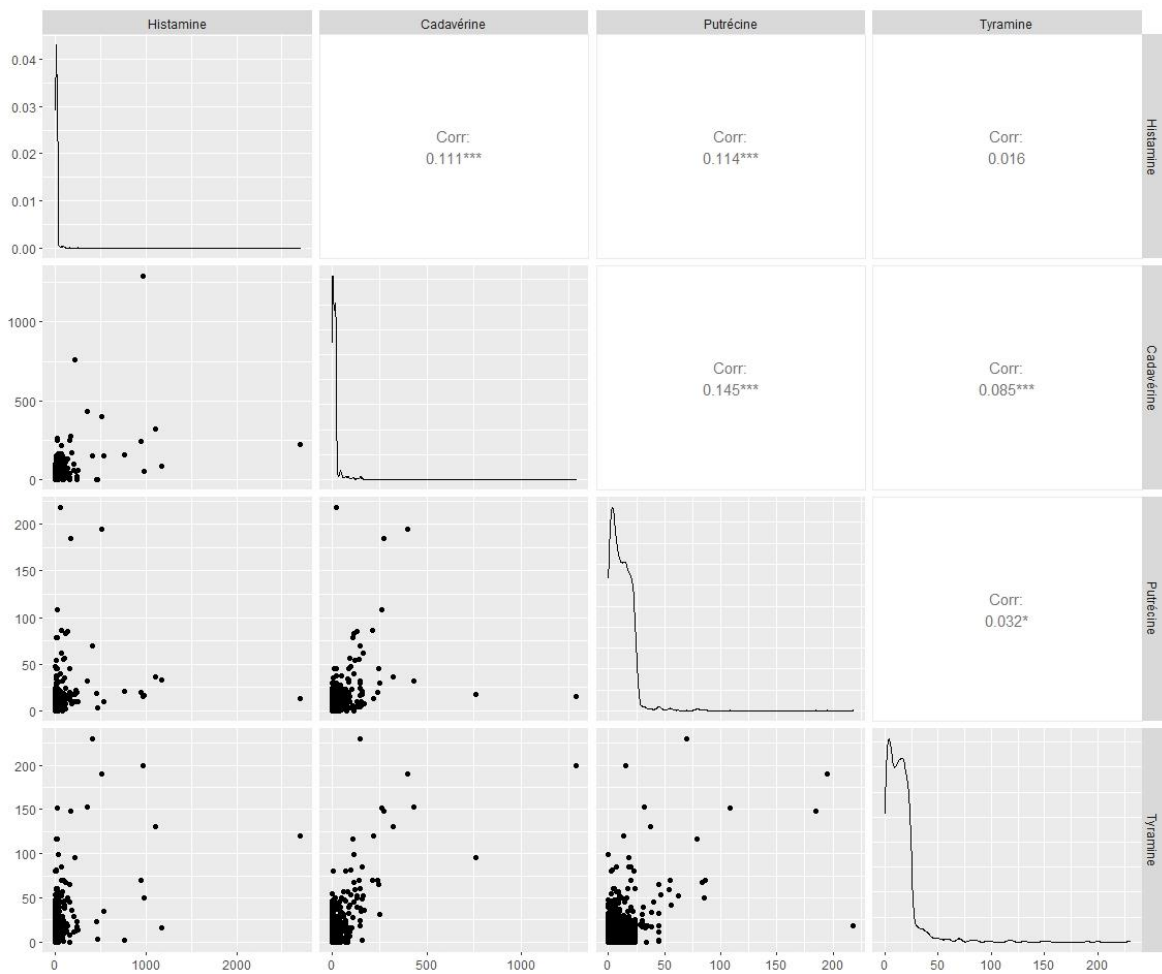 Histamine Cadavérine Putrécine Tyramine
0.04
0.03
0.02
0.01
0.00
Corr:
0.111***
Corr:
0.114***
Corr:
0.016
Histamine
1000
500
0
Corr:
0.145***
Corr:
0.085***
Cadavérine
200
150
100
50
0
Corr:
0.032*
Putrécine
200
150
100
50
0
Tyramine
0 1000 2000 0 500 1000 0 50 100 150 200 0 50 100 150 200